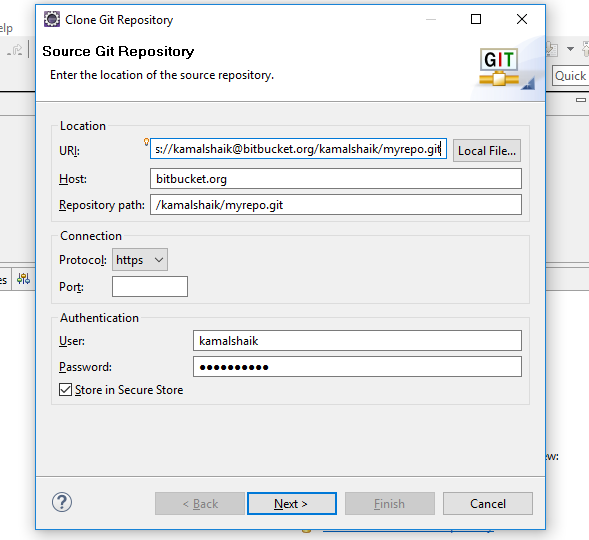 elp
Clone Git Repository
Source Git Repository
Enter the location of the source repository.
GIT
Quick
Location
URI: s://kamalshaik@bitbucket.org/kamalshaik/myrepo.git Local File...
Host: bitbucket.org
Repository path: /kamalshaik/myrepo.git
Connection
Protocol: https
es
Port:
Authentication
User: kamalshaik
Password: ●●●●●●●●●●
Store in Secure Store
ew:
? < Back Next > Finish Cancel